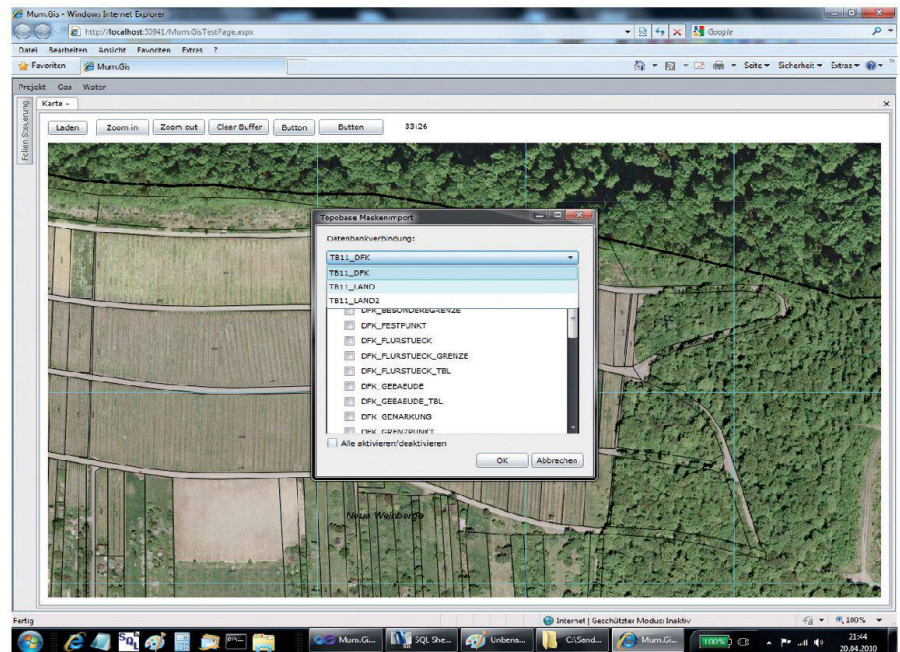 Mum.Gis - Windows Internet Explorer
http://localhost:50941/Mum.GisTestPage.aspx
Google
Datei Bearbeiten Ansicht Favoriten Extras ?
Favoriten Mum.Gis
Seite Sicherheit Extras
Projekt Gas Water
Folien Steuerung
Karte
Laden Zoom in Zoom out Clear Buffer Button Button 33:26
Topobase Maskenimport
Datenbankverbindung:
TB11_DFK
TB11_DFK
TB11_LAND
TB11_LAND2
DFK_BESONDEREGRENZE
DFK_FESTPUNKT
DFK_FLURSTUECK
DFK_FLURSTUECK_GRENZE
DFK_FLURSTUECK_TBL
DFK_GEBAEUDE
DFK_GEBAEUDE_TBL
DFK_GEMARKUNG
DFK_GRENZPUNKT
Alle aktivieren/deaktivieren
OK Abbrechen
Neue Weinberge
Fertig
Internet | Geschützter Modus: Inaktiv
100%
Mum.G... SQL She... Unbena... C:\Sand... Mum.G...
100%
21:44
20.04.2010